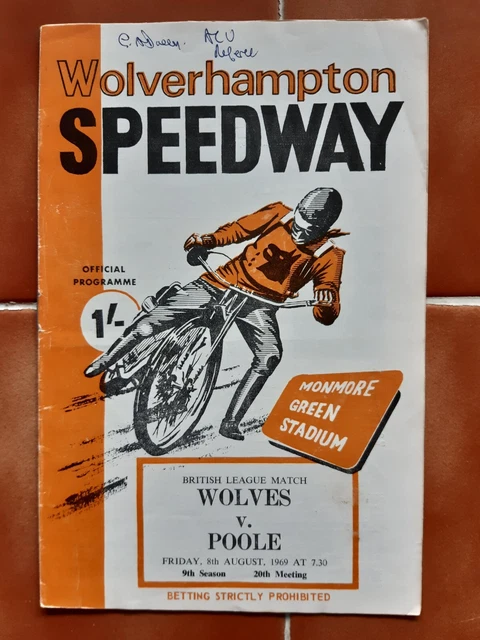 ACU
Referee
Wolverhampton
SPEEDWAY
OFFICIAL
PROGRAMME
1'/-
MONMORE
GREEN
STADIUM
BRITISH LEAGUE MATCH
WOLVES
v.
POOLE
FRIDAY, 8th AUGUST, 1969 AT 7.30
9th Season 20th Meeting
BETTING STRICTLY PROHIBITED